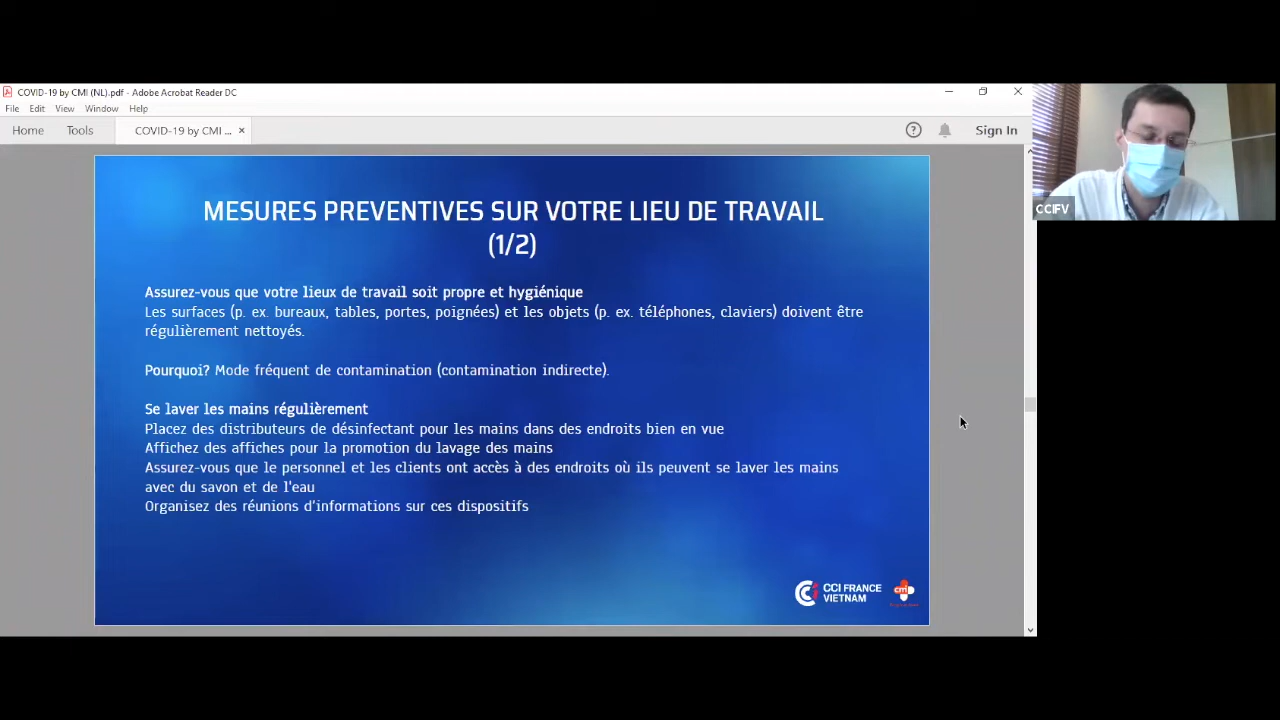 COVID-19 by CMI (NL).pdf - Adobe Acrobat Reader DC
File Edit View Window Help
Home Tools COVID-19 by CMI ... × Sign In
MESURES PREVENTIVES SUR VOTRE LIEU DE TRAVAIL
(1/2)
Assurez-vous que votre lieux de travail soit propre et hygiénique
Les surfaces (p. ex. bureaux, tables, portes, poignées) et les objets (p. ex. téléphones, claviers) doivent être
régulièrement nettoyés.
Pourquoi? Mode fréquent de contamination (contamination indirecte).
Se laver les mains régulièrement
Placez des distributeurs de désinfectant pour les mains dans des endroits bien en vue
Affichez des affiches pour la promotion du lavage des mains
Assurez-vous que le personnel et les clients ont accès à des endroits où ils peuvent se laver les mains
avec du savon et de l'eau
Organisez des réunions d'informations sur ces dispositifs
CCI FRANCE
VIETNAM
cmi
CCIFV